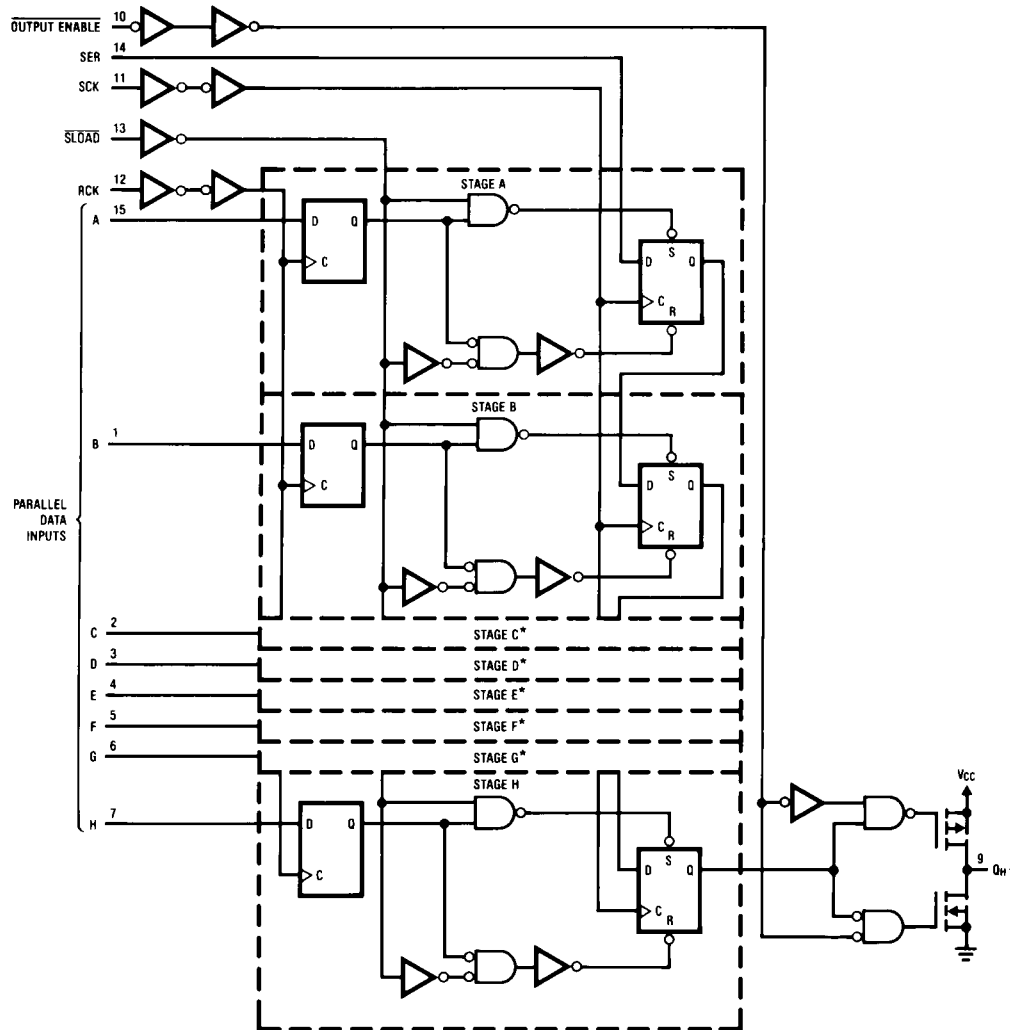 OUTPUT ENABLE 10
SER 14
SCK 11
SLOAD 13
RCK 12
A 15
STAGE A
D Q
C
S
D Q
C
R
STAGE B
B 1
D Q
C
S
D Q
C
R
PARALLEL
DATA
INPUTS
C 2
STAGE C*
D 3
STAGE D*
E 4
STAGE E*
F 5
STAGE F*
G 6
STAGE G*
STAGE H
H 7
D Q
C
S
D Q
C
R
VCC
9
QH'